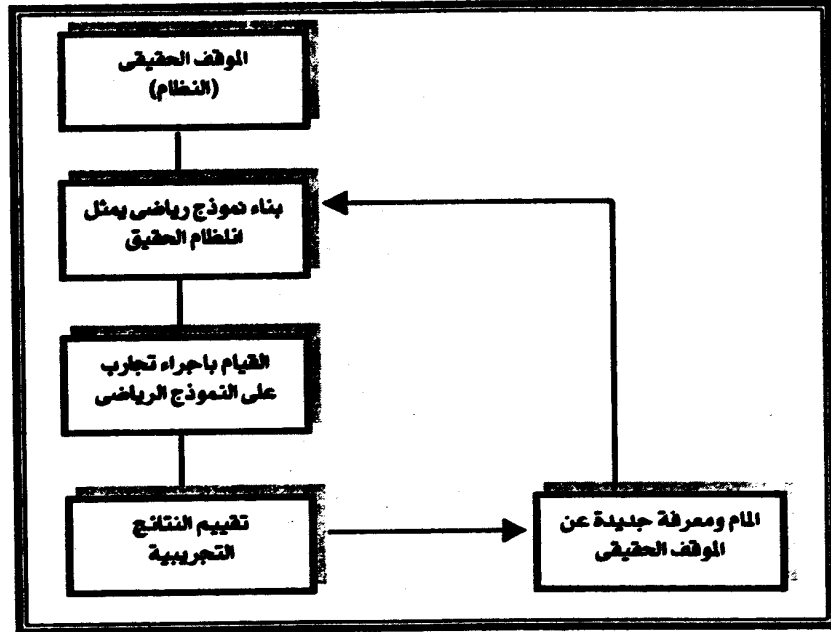 الموقف الحقيقى
(النظام)
بناء نموذج رياضى يمثل
انلظام الحقيق
القيام باجراء تجارب
على النموذج الرياضى
تقييم النتائج
التجريبية
المام ومعرفة جديدة عن
الموقف الحقيقى